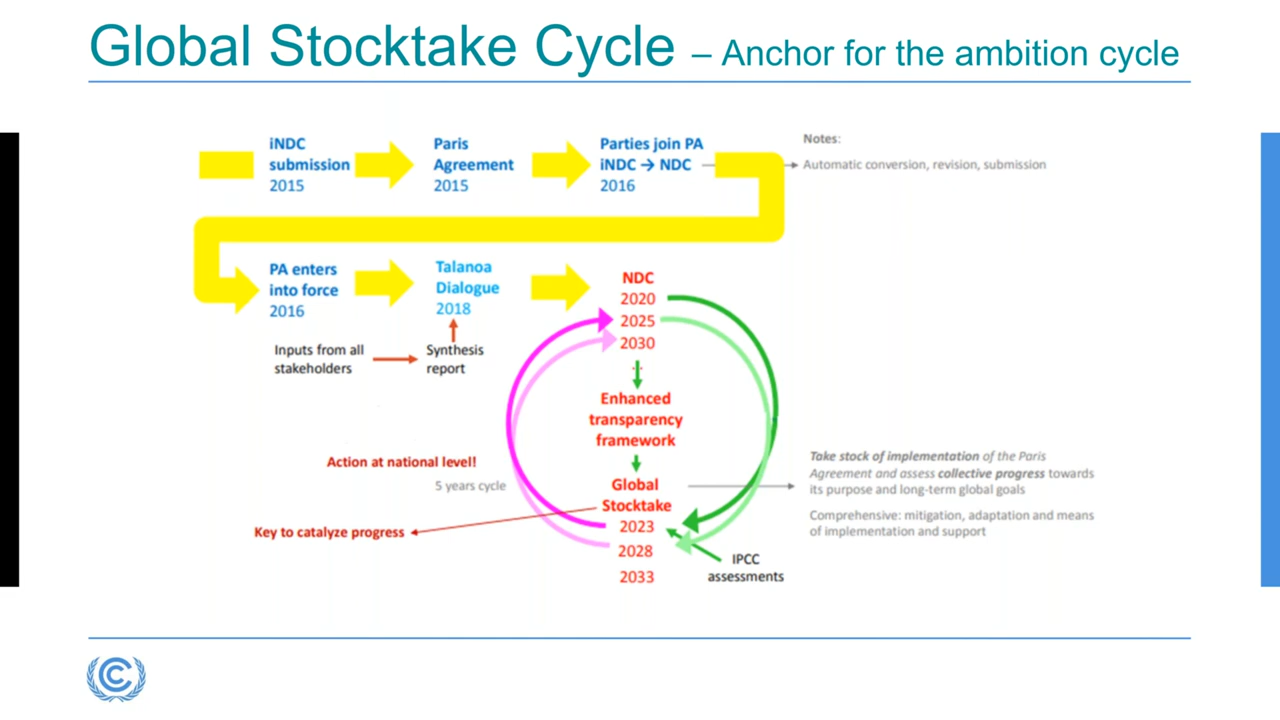 Global Stocktake Cycle – Anchor for the ambition cycle
iNDC
submission
2015
Paris
Agreement
2015
Parties join PA
iNDC → NDC
2016
Notes:
Automatic conversion, revision, submission
PA enters
into force
2016
Talanoa
Dialogue
2018
Inputs from all
stakeholders
Synthesis
report
NDC
2020
2025
2030
Enhanced
transparency
framework
Action at national level!
5 years cycle
Key to catalyze progress
Global
Stocktake
2023
2028
2033
IPCC
assessments
Take stock of implementation of the Paris
Agreement and assess collective progress towards
its purpose and long-term global goals
Comprehensive: mitigation, adaptation and means
of implementation and support